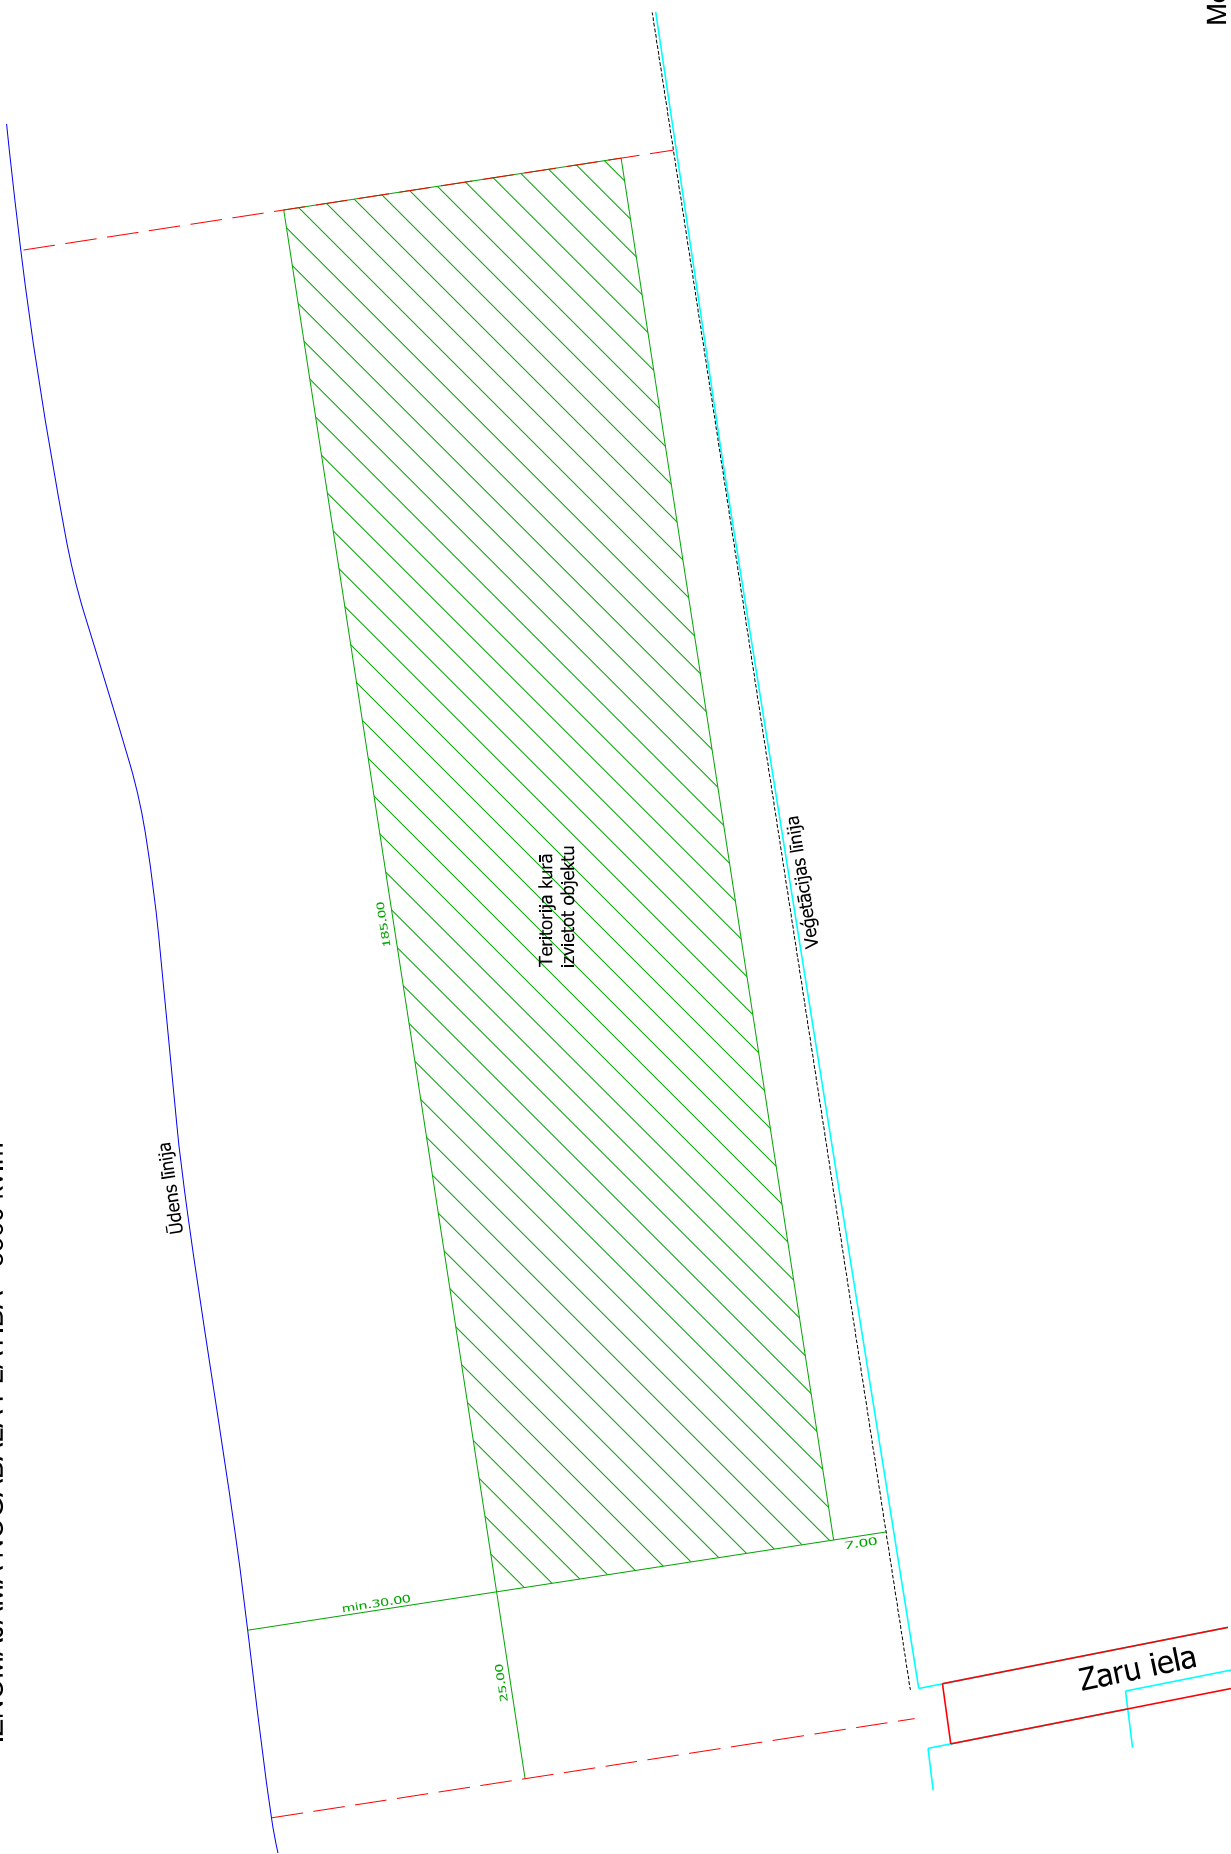 Teritorija kurā
izvietot objektu
Veģetācijas līnija
Ūdens līnija
185.00
min.30.00
7.00
25.00
Zaru iela